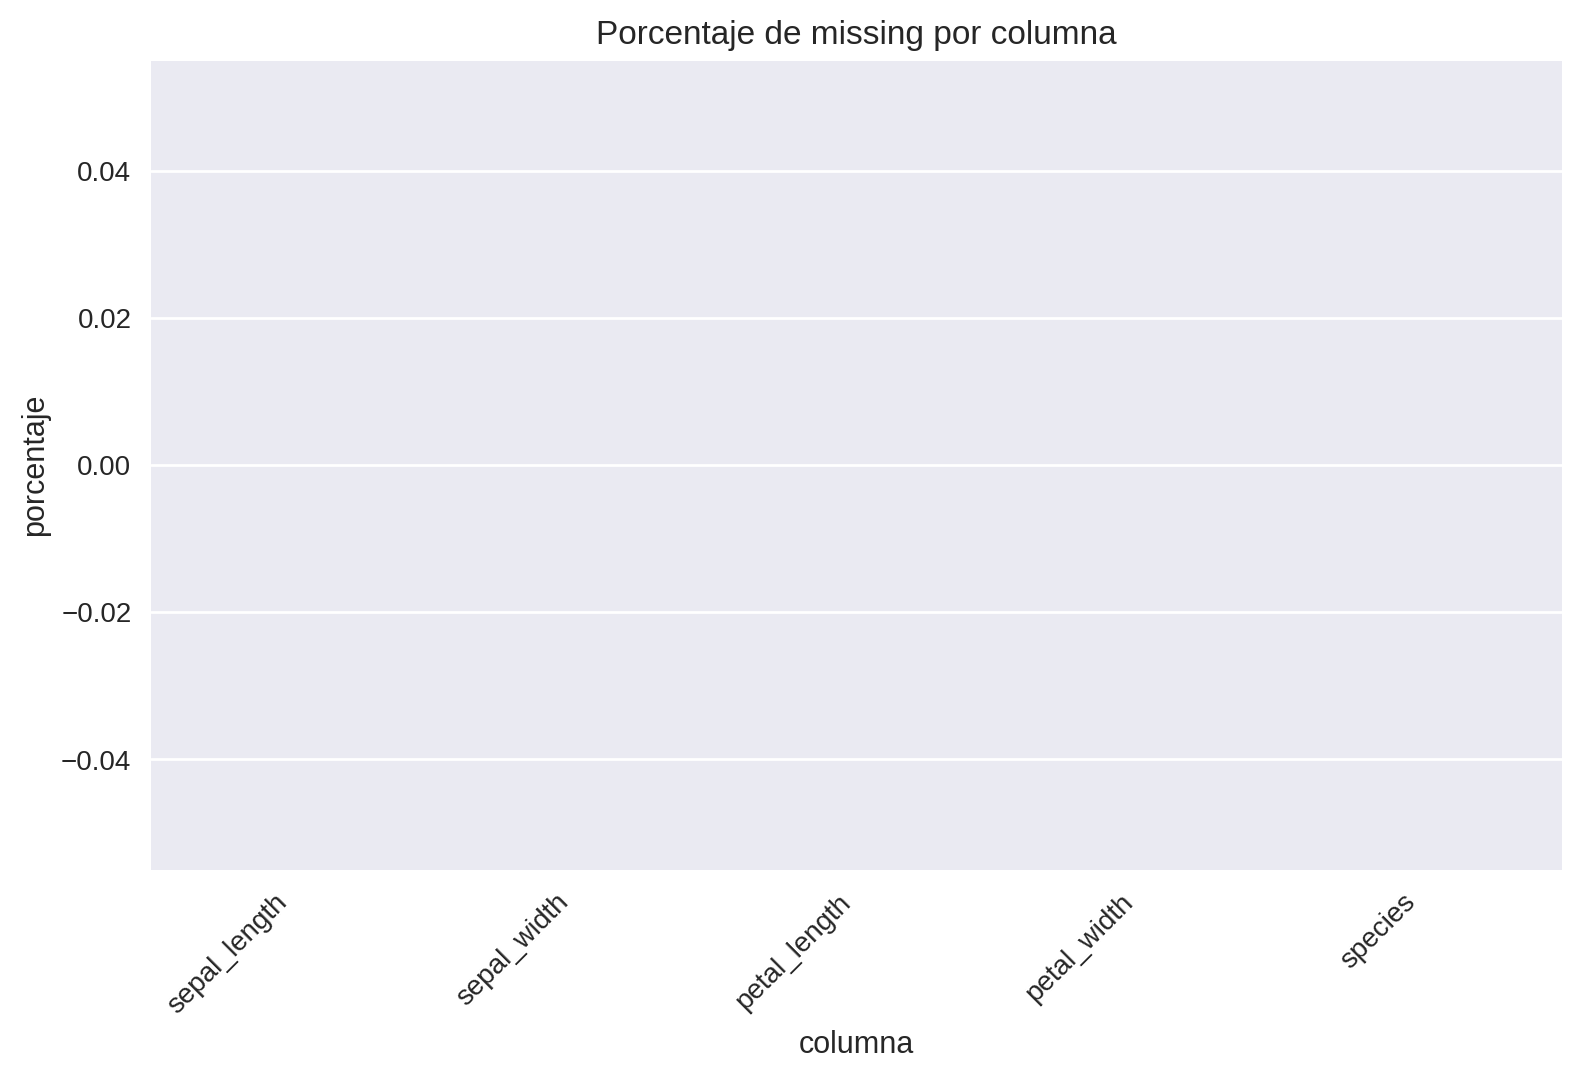 Porcentaje de missing por columna
0.04
0.02
0.00
−0.02
−0.04
porcentaje
sepal_length
sepal_width
petal_length
petal_width
species
columna